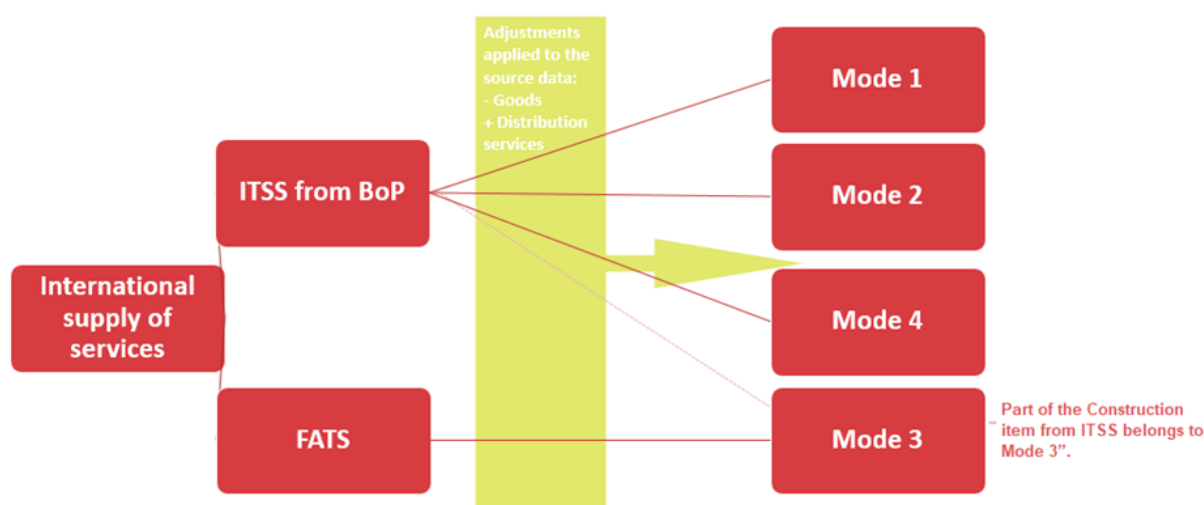 Adjustments
applied to the
source data:
- Goods
+ Distribution
services
Mode 1
ITSS from BoP
Mode 2
International
supply of
services
Mode 4
FATS
Mode 3
Part of the Construction
item from ITSS belongs to
Mode 3”.